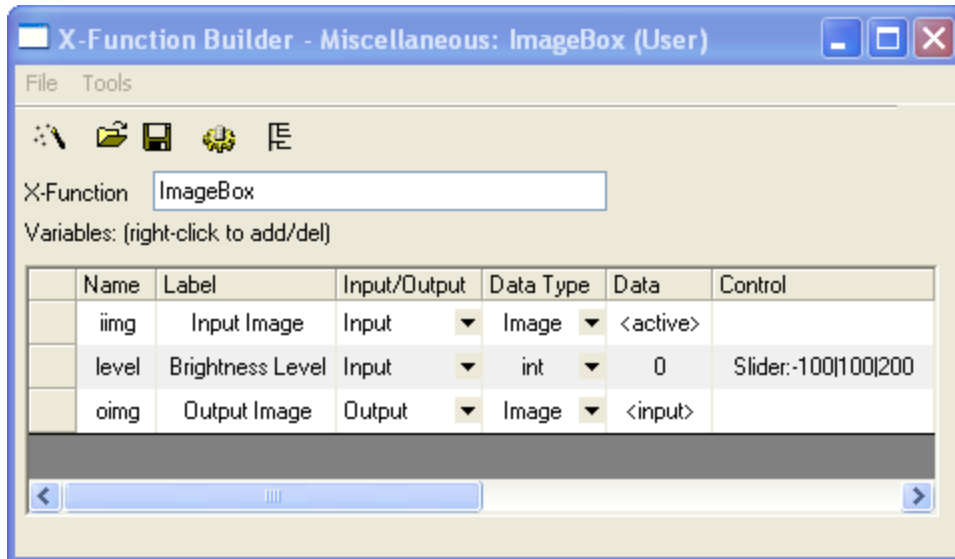 X-Function Builder - Miscellaneous: ImageBox (User)
File Tools
X-Function ImageBox
Variables: (right-click to add/del)
Name Label Input/Output Data Type Data Control
iimg Input Image Input Image <active>
level Brightness Level Input int 0 Slider:-100|100|200
oimg Output Image Output Image <input>